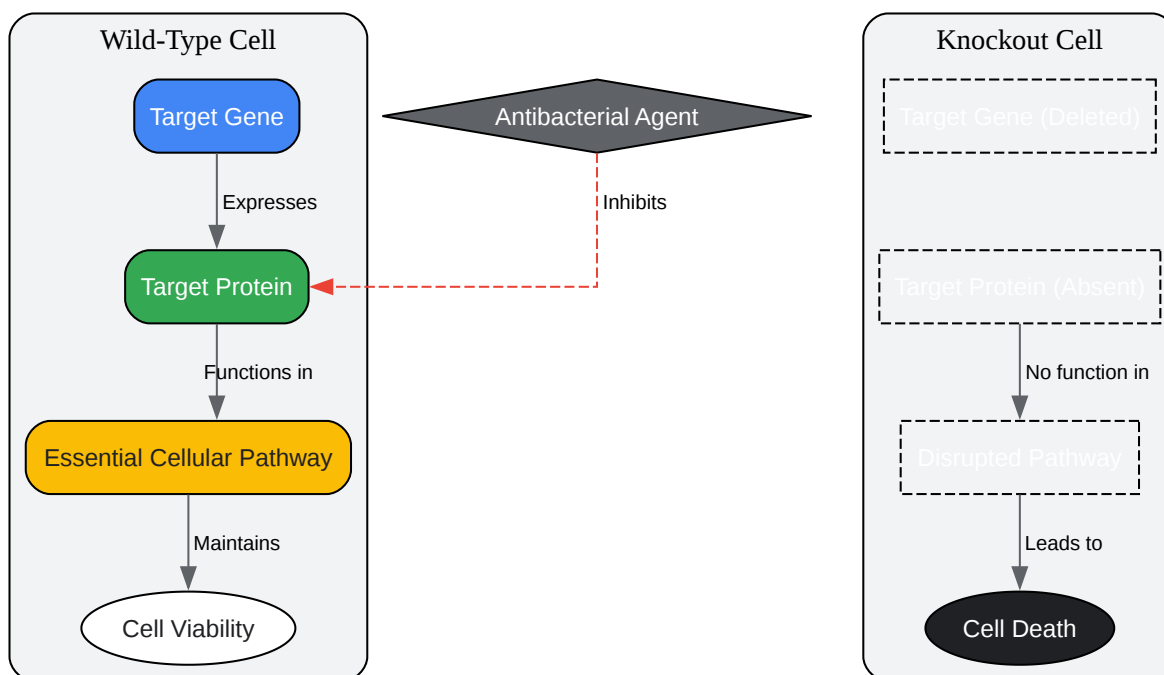 Wild-Type Cell
Target Gene
Expresses
Target Protein
Functions in
Essential Cellular Pathway
Maintains
Cell Viability
Antibacterial Agent
Inhibits
Knockout Cell
Target Gene (Deleted)
Target Protein (Absent)
No function in
Disrupted Pathway
Leads to
Cell Death